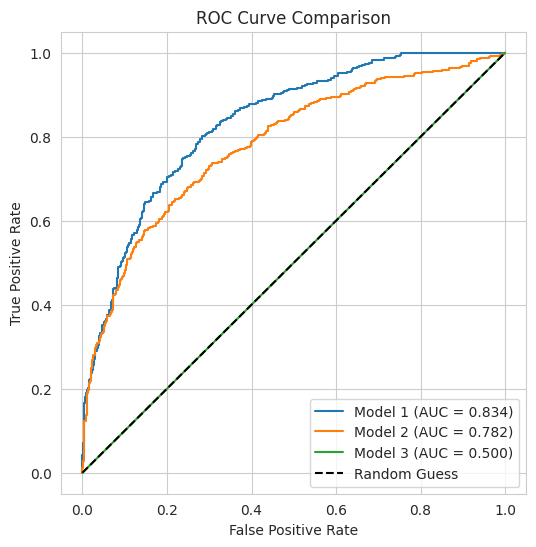 ROC Curve Comparison
True Positive Rate
1.0
0.8
0.6
0.4
0.2
0.0
Model 1 (AUC = 0.834)
Model 2 (AUC = 0.782)
Model 3 (AUC = 0.500)
Random Guess
0.0
0.2
0.4
0.6
0.8
1.0
False Positive Rate